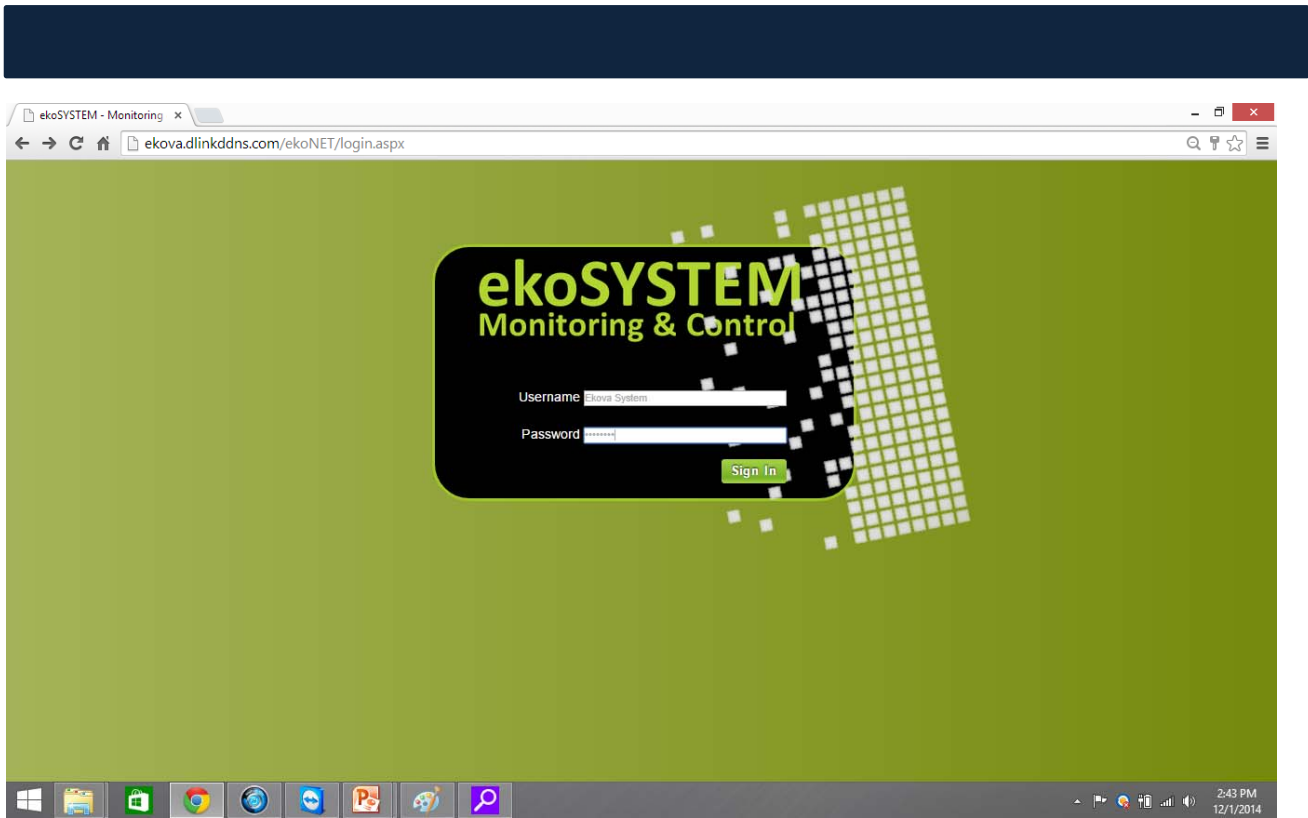 ekoSYSTEM - Monitoring
ekova.dlinkddns.com/ekoNET/login.aspx
ekoSYSTEM
Monitoring & Control
Username Ekova System
Password ········
Sign In
2:43 PM
12/1/2014